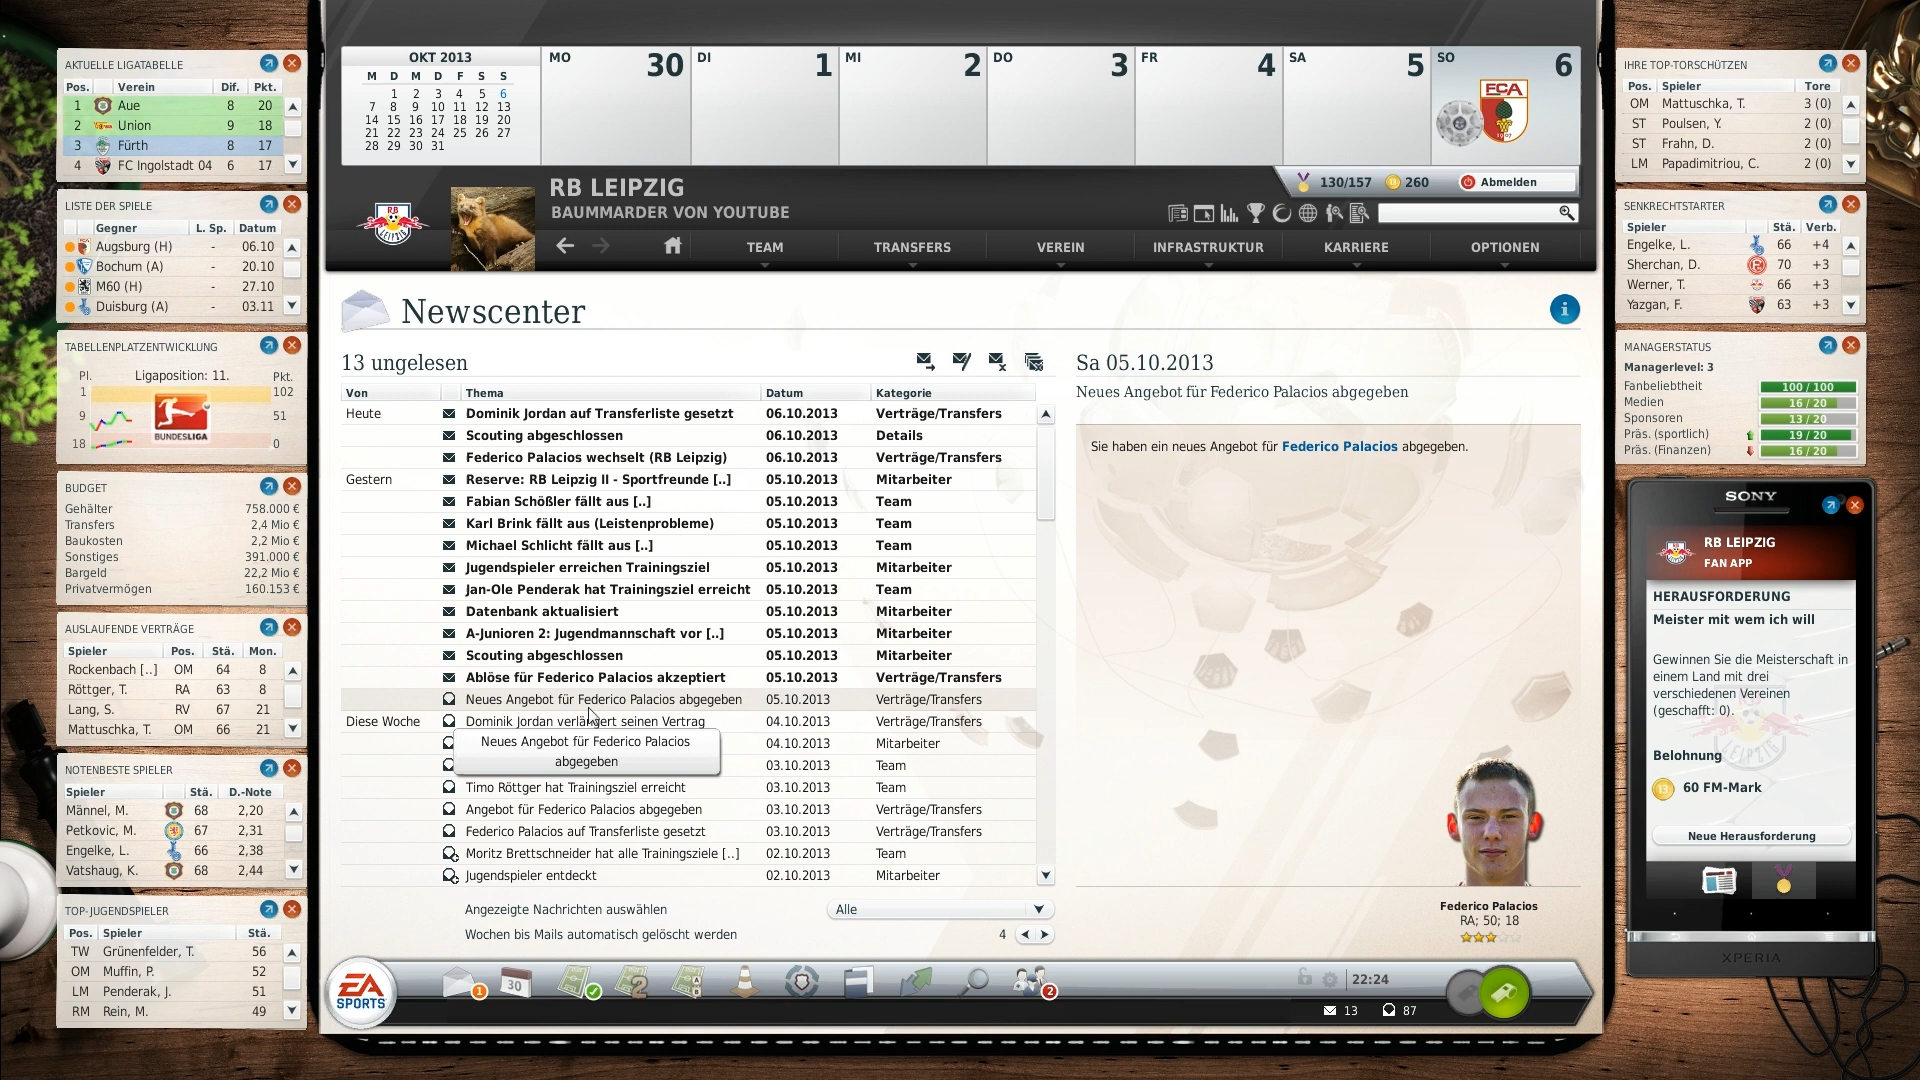 AKTUELLE LIGATABELLE
Pos. Verein Dif. Pkt.
1 Aue 8 20
2 Union 9 18
3 Fürth 8 17
4 FC Ingolstadt 04 6 17
LISTE DER SPIELE
Gegner L. Sp. Datum
Augsburg (H) - 06.10
Bochum (A) - 20.10
M60 (H) - 27.10
Duisburg (A) - 03.11
TABELLENPLATZENTWICKLUNG
Pl. Ligaposition: 11. Pkt.
1 102
9 51
18 0
BUNDESLIGA
BUDGET
Gehälter 758.000 €
Transfers 2,4 Mio €
Baukosten 2,2 Mio €
Sonstiges 391.000 €
Bargeld 22,2 Mio €
Privatvermögen 160.153 €
AUSLAUFENDE VERTRÄGE
Spieler Pos. Stä. Mon.
Rockenbach [..] OM 64 8
Röttger, T. RA 63 8
Lang, S. RV 67 21
Mattuschka, T. OM 66 21
NOTENBESTE SPIELER
Spieler Stä. D.-Note
Männel, M. 68 2,20
Petkovic, M. 67 2,31
Engelke, L. 66 2,38
Vatshaug, K. 68 2,44
TOP-JUGENDSPIELER
Pos. Spieler Stä.
TW Grünenfelder, T. 56
OM Muffin, P. 52
LM Penderak, J. 51
RM Rein, M. 49
OKT 2013
M D M D F S S
1 2 3 4 5 6
7 8 9 10 11 12 13
14 15 16 17 18 19 20
21 22 23 24 25 26 27
28 29 30 31
MO 30
DI 1
MI 2
DO 3
FR 4
SA 5
SO 6
FCA
1907
130/157 260 Abmelden
RB LEIPZIG
BAUMMARDER VON YOUTUBE
RB
LEIPZIG
TEAM TRANSFERS VEREIN INFRASTRUKTUR KARRIERE OPTIONEN
Newscenter
13 ungelesen
Von Thema Datum Kategorie
Heute Dominik Jordan auf Transferliste gesetzt 06.10.2013 Verträge/Transfers
Scouting abgeschlossen 06.10.2013 Details
Federico Palacios wechselt (RB Leipzig) 06.10.2013 Verträge/Transfers
Gestern Reserve: RB Leipzig II - Sportfreunde [..] 05.10.2013 Mitarbeiter
Fabian Schößler fällt aus [..] 05.10.2013 Team
Karl Brink fällt aus (Leistenprobleme) 05.10.2013 Team
Michael Schlicht fällt aus [..] 05.10.2013 Team
Jugendspieler erreichen Trainingsziel 05.10.2013 Mitarbeiter
Jan-Ole Penderak hat Trainingsziel erreicht 05.10.2013 Team
Datenbank aktualisiert 05.10.2013 Mitarbeiter
A-Junioren 2: Jugendmannschaft vor [..] 05.10.2013 Mitarbeiter
Scouting abgeschlossen 05.10.2013 Mitarbeiter
Ablöse für Federico Palacios akzeptiert 05.10.2013 Verträge/Transfers
Neues Angebot für Federico Palacios abgegeben 05.10.2013 Verträge/Transfers
Diese Woche Dominik Jordan verlängert seinen Vertrag 04.10.2013 Verträge/Transfers
04.10.2013 Mitarbeiter
03.10.2013 Team
Neues Angebot für Federico Palacios
abgegeben
Timo Röttger hat Trainingsziel erreicht 03.10.2013 Team
Angebot für Federico Palacios abgegeben 03.10.2013 Verträge/Transfers
Federico Palacios auf Transferliste gesetzt 03.10.2013 Verträge/Transfers
Moritz Brettschneider hat alle Trainingsziele [..] 02.10.2013 Team
Jugendspieler entdeckt 02.10.2013 Mitarbeiter
Angezeigte Nachrichten auswählen Alle
Wochen bis Mails automatisch gelöscht werden 4
Sa 05.10.2013
Neues Angebot für Federico Palacios abgegeben
Sie haben ein neues Angebot für Federico Palacios abgegeben.
Federico Palacios
RA; 50; 18
EA
SPORTS
1 30 2 2
22:24
13 87
IHRE TOP-TORSCHÜTZEN
Pos. Spieler Tore
OM Mattuschka, T. 3 (0)
ST Poulsen, Y. 2 (0)
ST Frahn, D. 2 (0)
LM Papadimitriou, C. 2 (0)
SENKRECHTSTARTER
Spieler Stä. Verb.
Engelke, L. 66 +4
Sherchan, D. 70 +3
Werner, T. 66 +3
Yazgan, F. 63 +3
MANAGERSTATUS
Managerlevel: 3
Fanbeliebtheit 100 / 100
Medien 16 / 20
Sponsoren 13 / 20
Präs. (sportlich) 19 / 20
Präs. (Finanzen) 16 / 20
SONY
RB LEIPZIG
FAN APP
HERAUSFORDERUNG
Meister mit wem ich will
Gewinnen Sie die Meisterschaft in
einem Land mit drei
verschiedenen Vereinen
(geschafft: 0).
Belohnung
13 60 FM-Mark
Neue Herausforderung
XPERIA